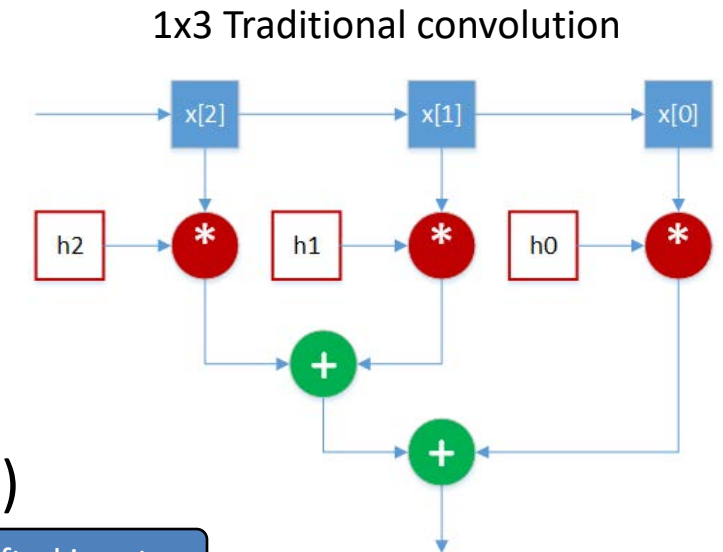 1x3 Traditional convolution
x[2] x[1] x[0]
h2 * h1 * h0 *
+
+
)